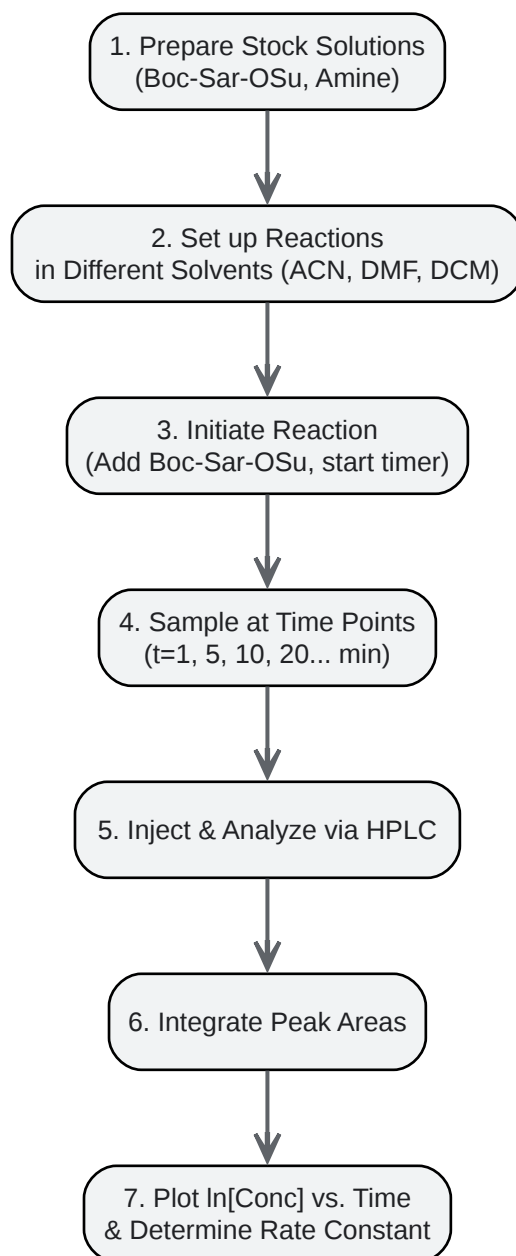 1. Prepare Stock Solutions
(Boc-Sar-OSu, Amine)
2. Set up Reactions
in Different Solvents (ACN, DMF, DCM)
3. Initiate Reaction
(Add Boc-Sar-OSu, start timer)
4. Sample at Time Points
(t=1, 5, 10, 20... min)
5. Inject & Analyze via HPLC
6. Integrate Peak Areas
7. Plot ln[Conc] vs. Time
& Determine Rate Constant